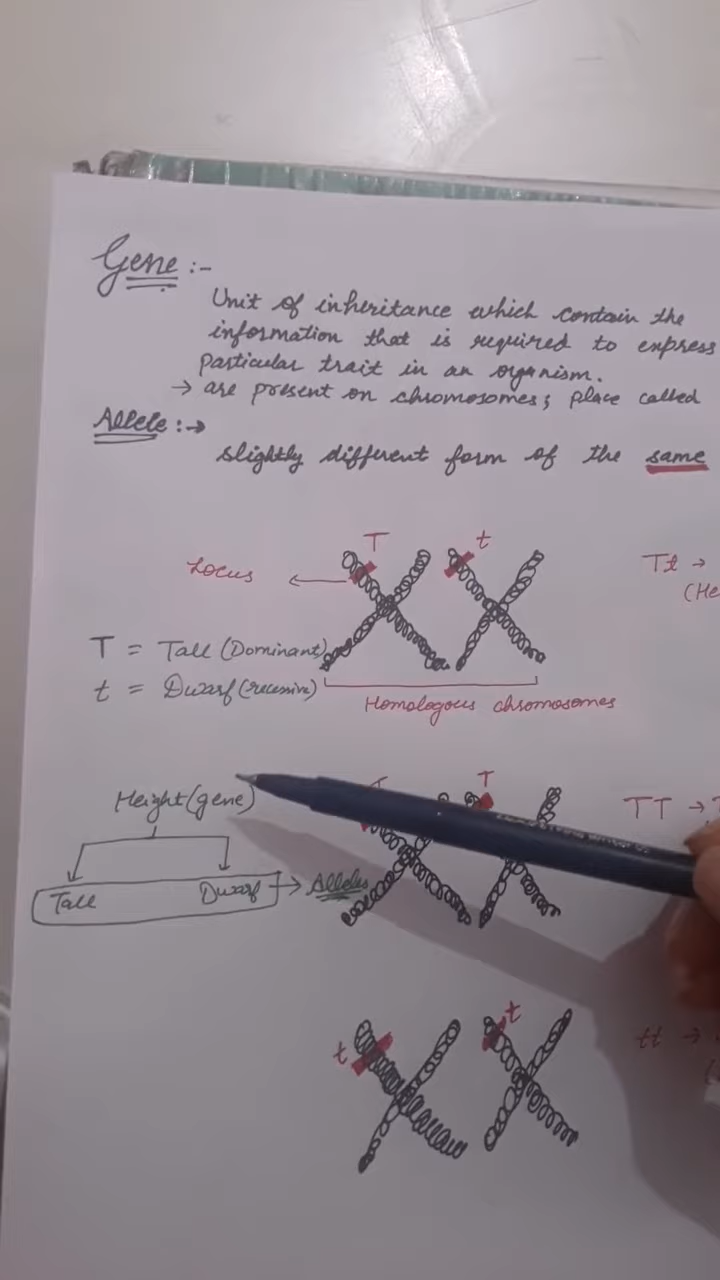 Gene :-
Unit of inheritance which contain the
information that is required to express
particular trait in an organism.
→ are present on chromosomes; place called
Allele :→
slightly different form of the same
T t
Locus ←
Tt →
(He
T = Tall (Dominant)
t = Dwarf (recessive)
Homologous chromosomes
T T
Height (gene)
TT →
Tall Dwarf → Alleles
t t
tt →